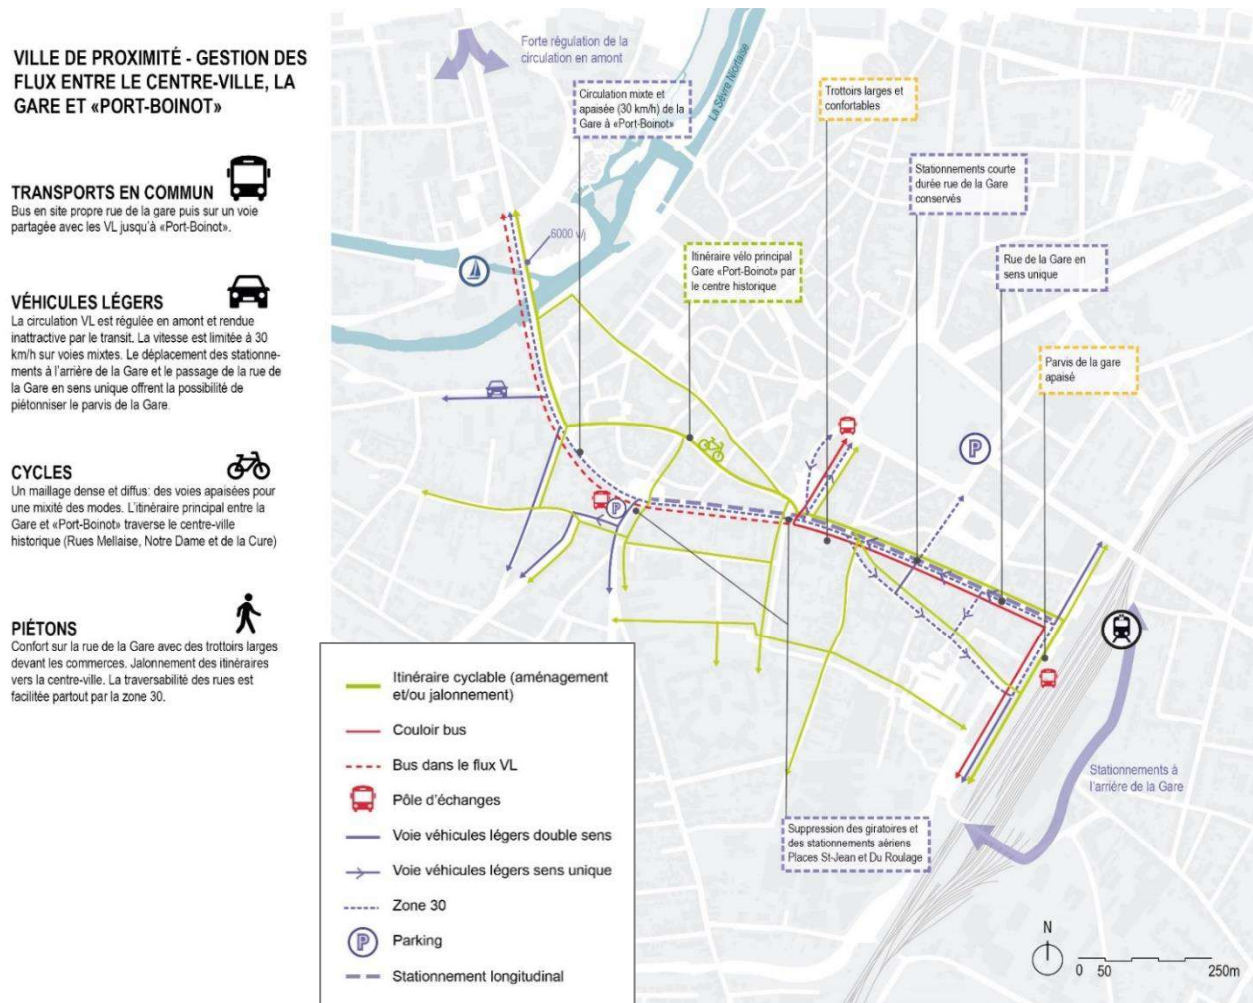 VILLE DE PROXIMITÉ - GESTION DES
FLUX ENTRE LE CENTRE-VILLE, LA
GARE ET «PORT-BOINOT»
TRANSPORTS EN COMMUN
Bus en site propre rue de la gare puis sur un voie
partagée avec les VL jusqu'à «Port-Boinot».
VÉHICULES LÉGERS
La circulation VL est régulée en amont et rendue
inattractive par le transit. La vitesse est limitée à 30
km/h sur voies mixtes. Le déplacement des stationne-
ments à l'arrière de la Gare et le passage de la rue de
la Gare en sens unique offrent la possibilité de
piétonniser le parvis de la Gare.
CYCLES
Un maillage dense et diffus: des voies apaisées pour
une mixité des modes. L'itinéraire principal entre la
Gare et «Port-Boinot» traverse le centre-ville
historique (Rues Mellaise, Notre Dame et de la Cure)
PIÉTONS
Confort sur la rue de la Gare avec des trottoirs larges
devant les commerces. Jalonnement des itinéraires
vers la centre-ville. La traversabilité des rues est
facilitée partout par la zone 30.
Forte régulation de la
circulation en amont
Circulation mixte et
apaisée (30 km/h) de la
Gare à «Port-Boinot»
La Sèvre Niortaise
Trottoirs larges et
confortables
Stationnements courte
durée rue de la Gare
conservés
6000 v/j
Itinéraire vélo principal
Gare «Port-Boinot» par
le centre historique
Rue de la Gare en
sens unique
Parvis de la gare
apaisé
P
P
Stationnements à
l'arrière de la Gare
Suppression des giratoires et
des stationnements aériens
Places St-Jean et Du Roulage
Itinéraire cyclable (aménagement
et/ou jalonnement)
Couloir bus
Bus dans le flux VL
Pôle d'échanges
Voie véhicules légers double sens
Voie véhicules légers sens unique
Zone 30
P Parking
Stationnement longitudinal
N
0 50 250m